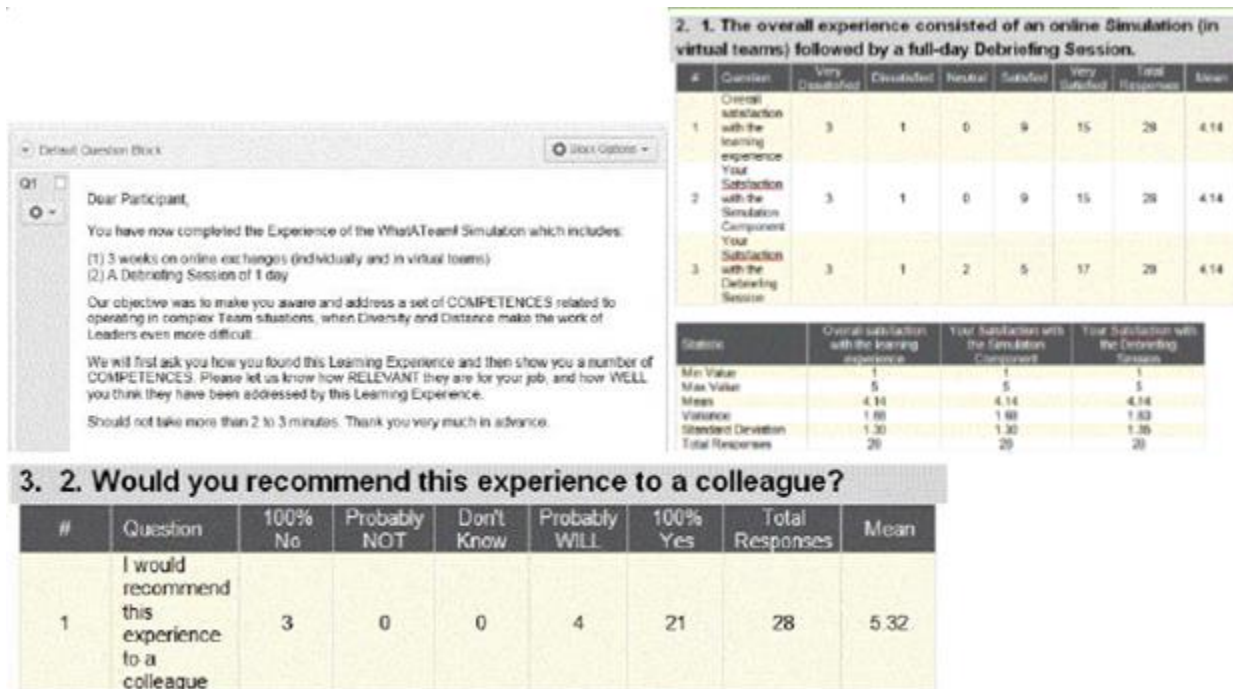 Default Question Block
Block Options
Q1
Dear Participant,
You have now completed the Experience of the WhatATeam! Simulation which includes:
(1) 3 weeks on online exchanges (individually and in virtual teams)
(2) A Debriefing Session of 1 day
Our objective was to make you aware and address a set of COMPETENCES related to
operating in complex Team situations, when Diversity and Distance make the work of
Leaders even more difficult.
We will first ask you how you found this Learning Experience and then show you a number of
COMPETENCES. Please let us know how RELEVANT they are for your job, and how WELL
you think they have been addressed by this Learning Experience.
Should not take more than 2 to 3 minutes. Thank you very much in advance.
2. 1. The overall experience consisted of an online Simulation (in
virtual teams) followed by a full-day Debriefing Session.
# Question Very Dissatisfied Dissatisfied Neutral Satisfied Very Satisfied Total Responses Mean
Overall
satisfaction
1 with the 3 1 0 9 15 28 4.14
learning
experience
Your
Satisfaction
2 with the 3 1 0 9 15 28 4.14
Simulation
Component
Your
Satisfaction
3 with the 3 1 2 5 17 28 4.14
Debriefing
Session
Statistic Overall satisfaction with the learning experience Your Satisfaction with the Simulation Component Your Satisfaction with the Debriefing Session
Min Value 1 1 1
Max Value 5 5 5
Mean 4.14 4.14 4.14
Variance
Standard Deviation 1.30 1.30
Total Responses 28 28 28
3. 2. Would you recommend this experience to a colleague?
# Question 100% No Probably NOT Don't Know Probably WILL 100% Yes Total Responses Mean
I would
recommend
this
1 experience 3 0 0 4 21 28 5.32
to a
colleague